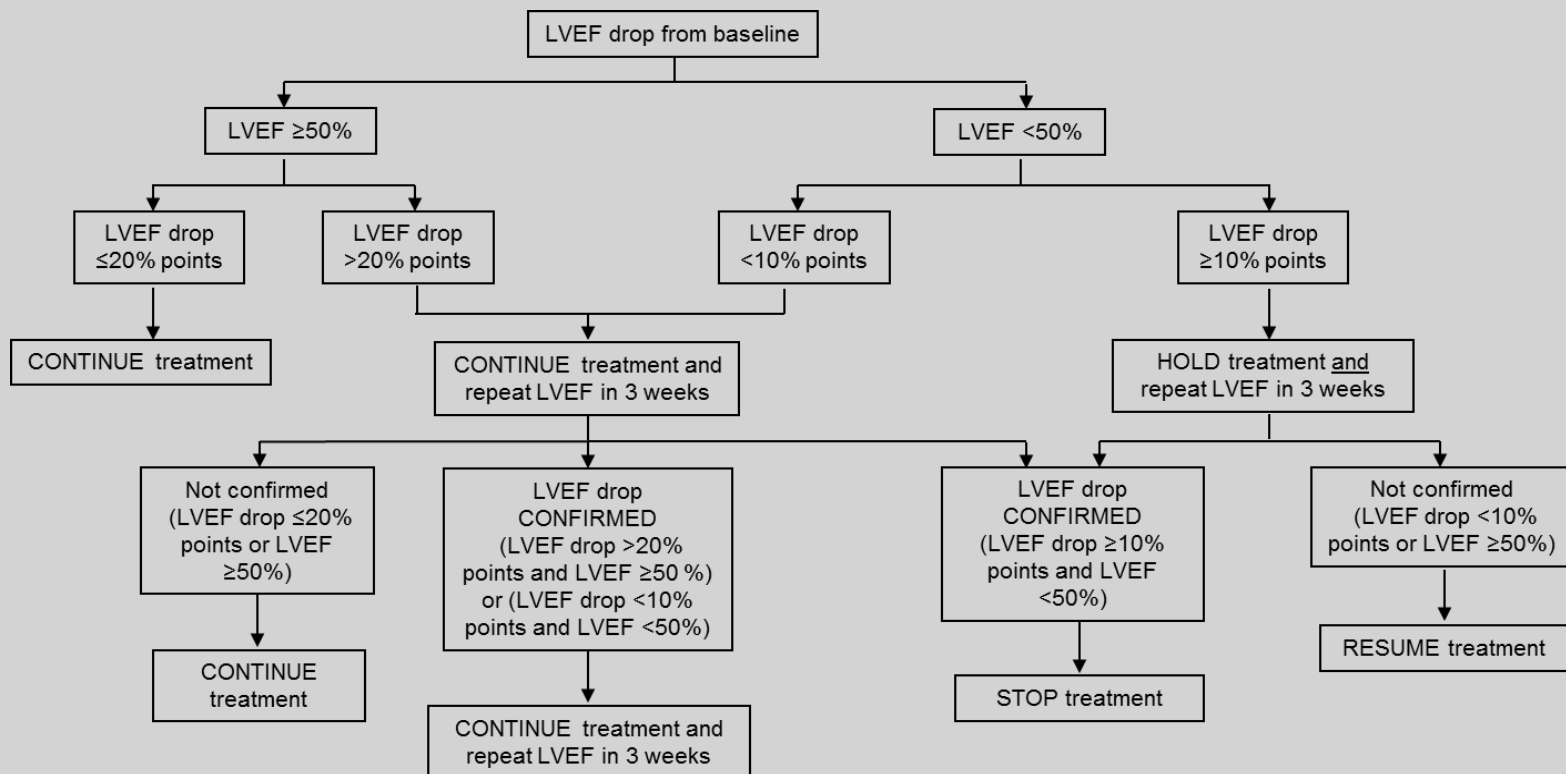 LVEF drop from baseline
LVEF ≥50%
LVEF <50%
LVEF drop
≤20% points
LVEF drop
>20% points
LVEF drop
<10% points
LVEF drop
≥10% points
CONTINUE treatment
CONTINUE treatment and
repeat LVEF in 3 weeks
HOLD treatment and
repeat LVEF in 3 weeks
Not confirmed
(LVEF drop ≤20%
points or LVEF
≥50%)
LVEF drop
CONFIRMED
(LVEF drop >20%
points and LVEF ≥50 %)
or (LVEF drop <10%
points and LVEF <50%)
LVEF drop
CONFIRMED
(LVEF drop ≥10%
points and LVEF
<50%)
Not confirmed
(LVEF drop <10%
points or LVEF ≥50%)
CONTINUE
treatment
CONTINUE treatment and
repeat LVEF in 3 weeks
STOP treatment
RESUME treatment